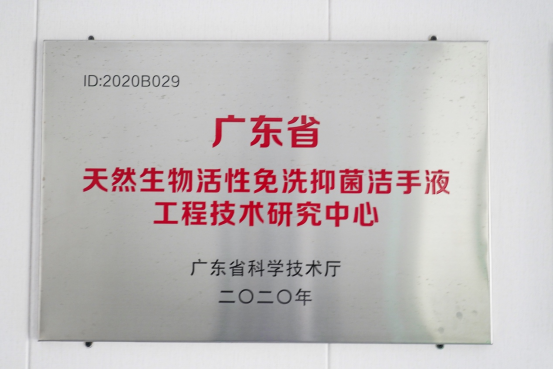 ID:2020B029
广东省
天然生物活性免洗抑菌洁手液
工程技术研究中心
广东省科学技术厅
二〇二〇年